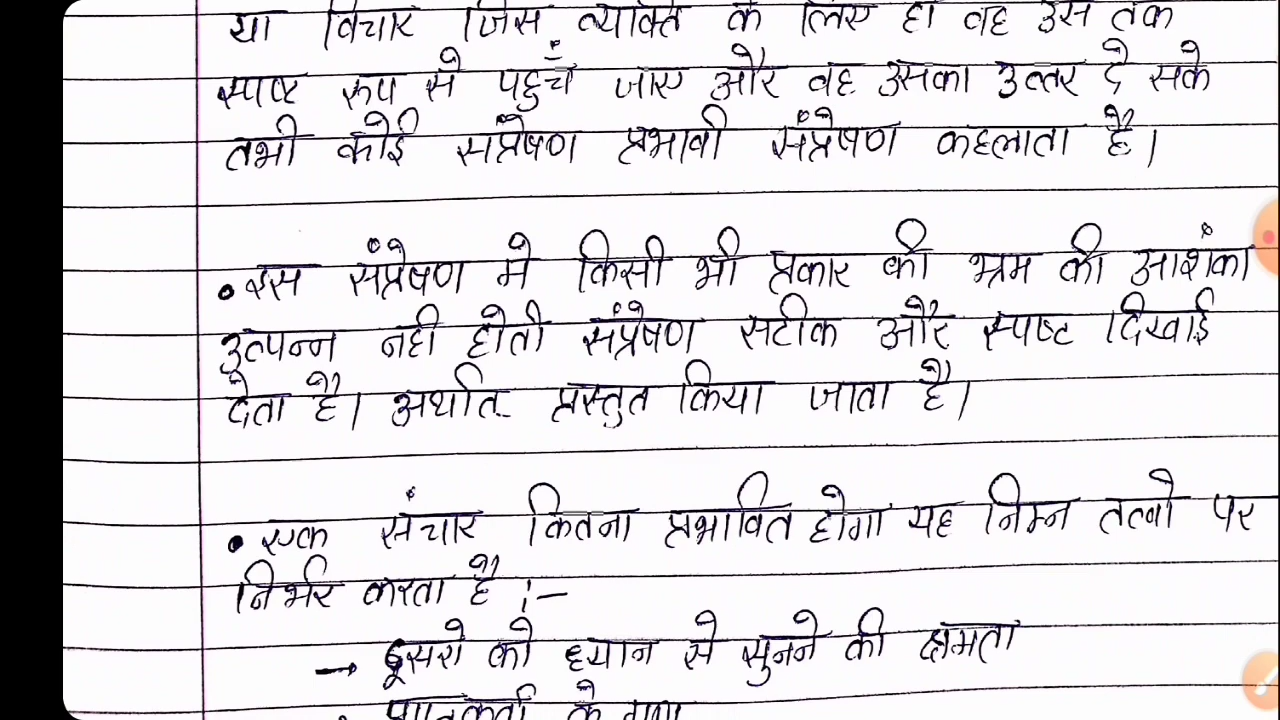 या विचार जिस व्यक्ति के लिए हो वह उस तक
स्पष्ट रूप से पहुचें जाए और वह उसका उत्तर दे सके
तभी कोई संप्रेषण प्रभावी संप्रेषण कहलाता है।
• इस संप्रेषण मे किसी भी प्रकार की भ्रम की आशंका
उत्पन्न नही होती संप्रेषण सटीक और स्पष्ट दिखाई
देता है। अर्थात प्रस्तुत किया जाता है।
• एक संचार कितना प्रभावित होगा यह निम्न तत्वो पर
निर्भर करता है :-
→ दूसरो को ध्यान से सुनने की क्षमता
के गुण